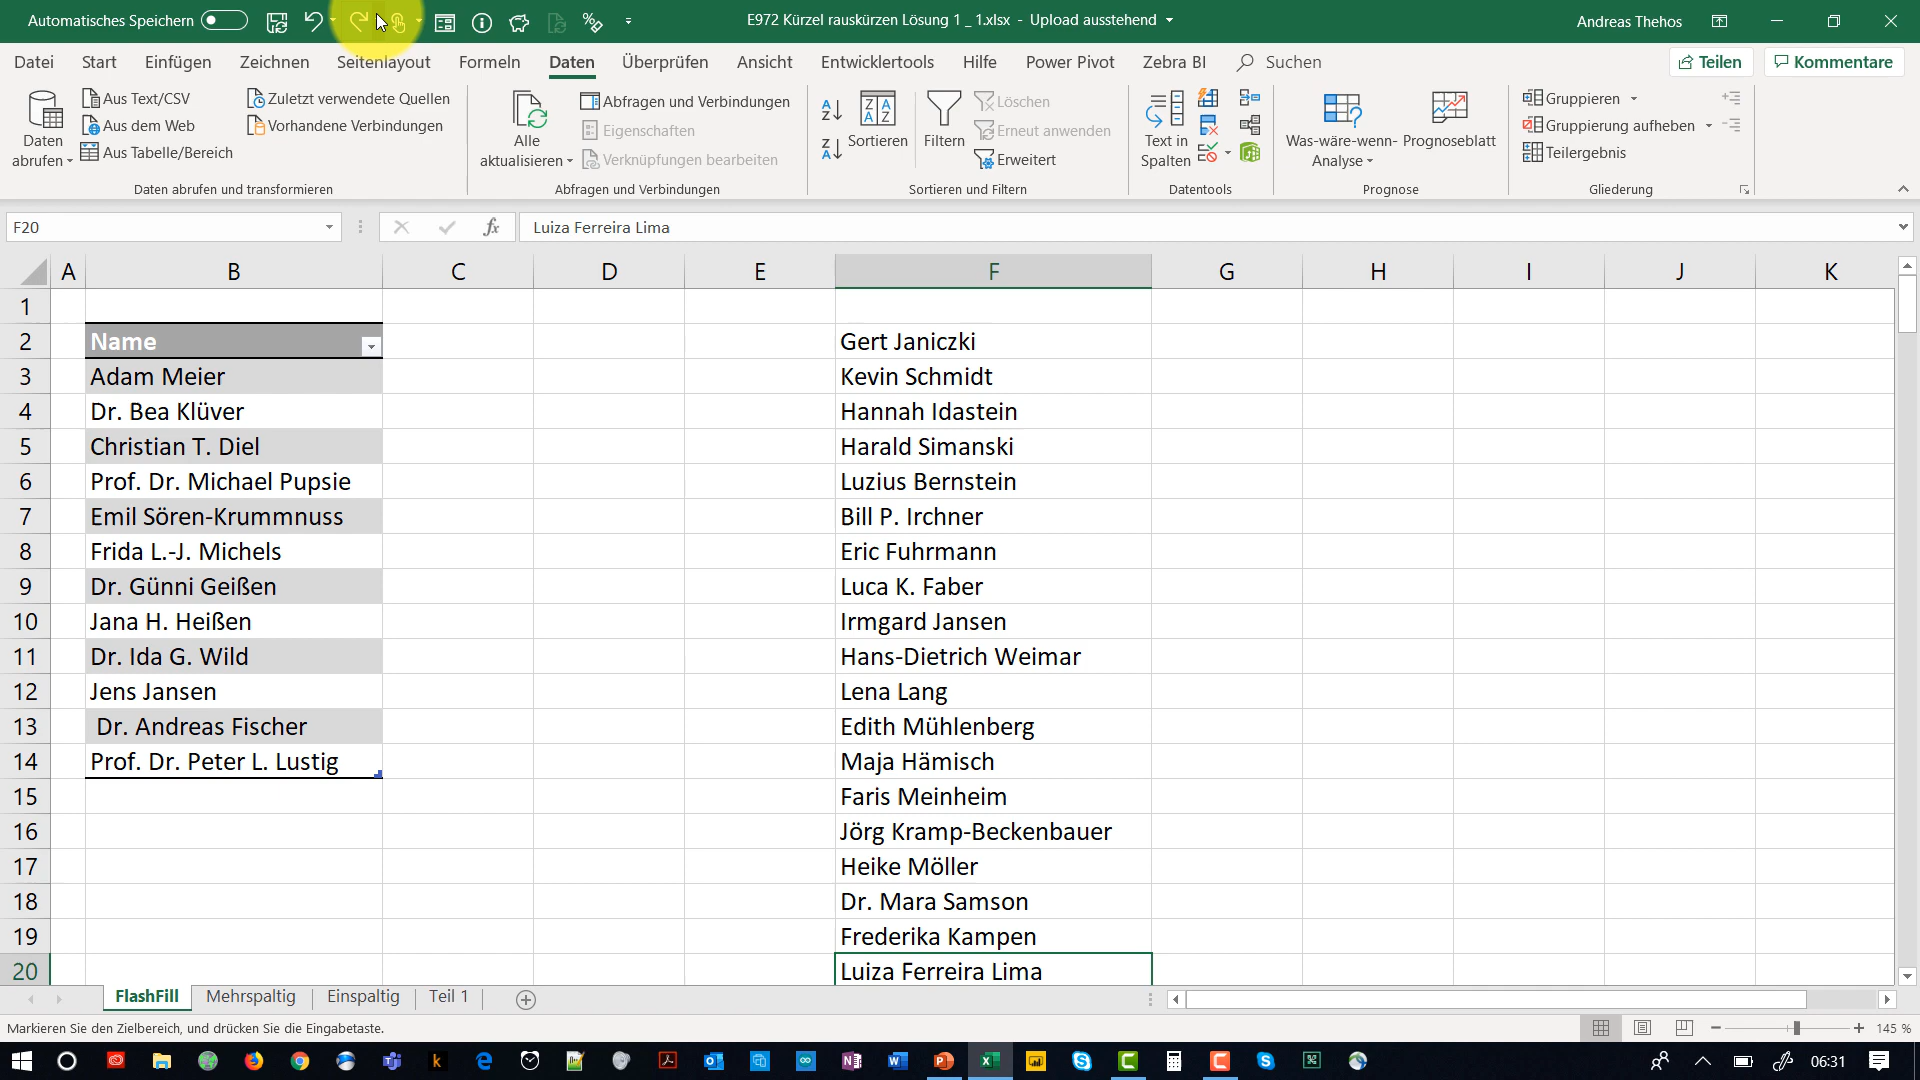 Automatisches Speichern
E972 Kürzel rauskürzen Lösung 1 _ 1.xlsx - Upload ausstehend
Andreas Thehos
Datei Start Einfügen Zeichnen Seitenlayout Formeln Daten Überprüfen Ansicht Entwicklertools Hilfe Power Pivot Zebra BI Suchen Teilen Kommentare
Daten abrufen
Aus Text/CSV
Aus dem Web
Aus Tabelle/Bereich
Zuletzt verwendete Quellen
Vorhandene Verbindungen
Daten abrufen und transformieren
Alle aktualisieren
Abfragen und Verbindungen
Eigenschaften
Verknüpfungen bearbeiten
Abfragen und Verbindungen
Sortieren
Filtern
Löschen
Erneut anwenden
Erweitert
Sortieren und Filtern
Text in Spalten
Datentools
Was-wäre-wenn-Analyse
Prognoseblatt
Prognose
Gruppieren
Gruppierung aufheben
Teilergebnis
Gliederung
F20
fx
Luiza Ferreira Lima
A B C D E F G H I J K
1
2 Name Gert Janiczki
3 Adam Meier Kevin Schmidt
4 Dr. Bea Klüver Hannah Idastein
5 Christian T. Diel Harald Simanski
6 Prof. Dr. Michael Pupsie Luzius Bernstein
7 Emil Sören-Krummnuss Bill P. Irchner
8 Frida L.-J. Michels Eric Fuhrmann
9 Dr. Günni Geißen Luca K. Faber
10 Jana H. Heißen Irmgard Jansen
11 Dr. Ida G. Wild Hans-Dietrich Weimar
12 Jens Jansen Lena Lang
13 Dr. Andreas Fischer Edith Mühlenberg
14 Prof. Dr. Peter L. Lustig Maja Hämisch
15 Faris Meinheim
16 Jörg Kramp-Beckenbauer
17 Heike Möller
18 Dr. Mara Samson
19 Frederika Kampen
20 Luiza Ferreira Lima
FlashFill Mehrspaltig Einspaltig Teil 1
Markieren Sie den Zielbereich, und drücken Sie die Eingabetaste.
145 %
06:31